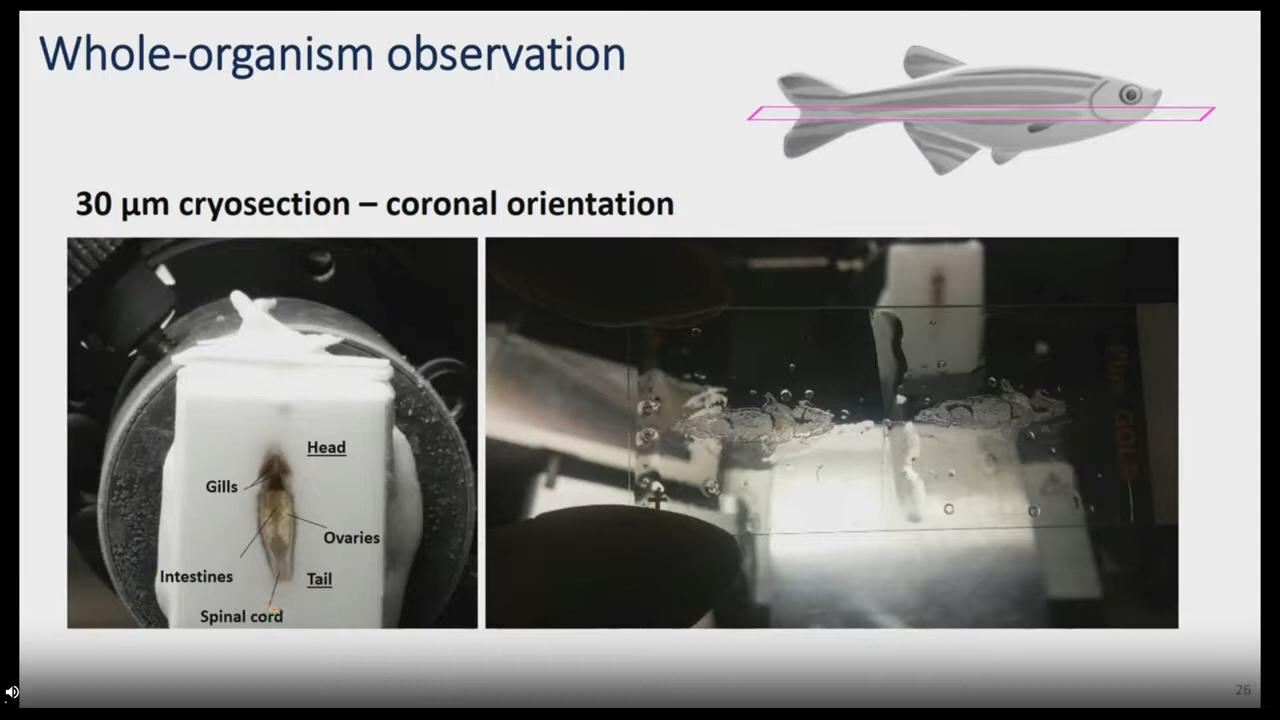 Whole-organism observation
30 µm cryosection – coronal orientation
Head
Gills
Ovaries
Intestines
Tail
Spinal cord
26